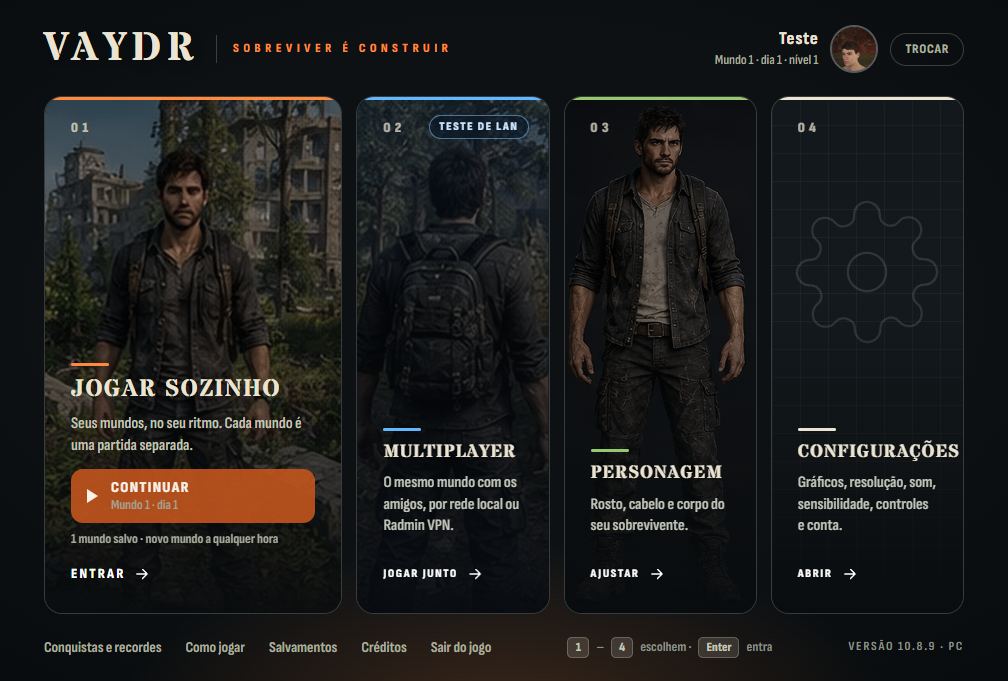 VAYDR
SOBREVIVER É CONSTRUIR
Teste
Mundo 1 · dia 1 · nível 1
TROCAR
01
JOGAR SOZINHO
Seus mundos, no seu ritmo. Cada mundo é
uma partida separada.
CONTINUAR
Mundo 1 · dia 1
1 mundo salvo · novo mundo a qualquer hora
ENTRAR →
02
TESTE DE LAN
MULTIPLAYER
O mesmo mundo com os
amigos, por rede local ou
Radmin VPN.
JOGAR JUNTO →
03
PERSONAGEM
Rosto, cabelo e corpo do
seu sobrevivente.
AJUSTAR →
04
CONFIGURAÇÕES
Gráficos, resolução, som,
sensibilidade, controles
e conta.
ABRIR →
Conquistas e recordes
Como jogar
Salvamentos
Créditos
Sair do jogo
1 – 4 escolhem · Enter entra
VERSÃO 10.8.9 · PC